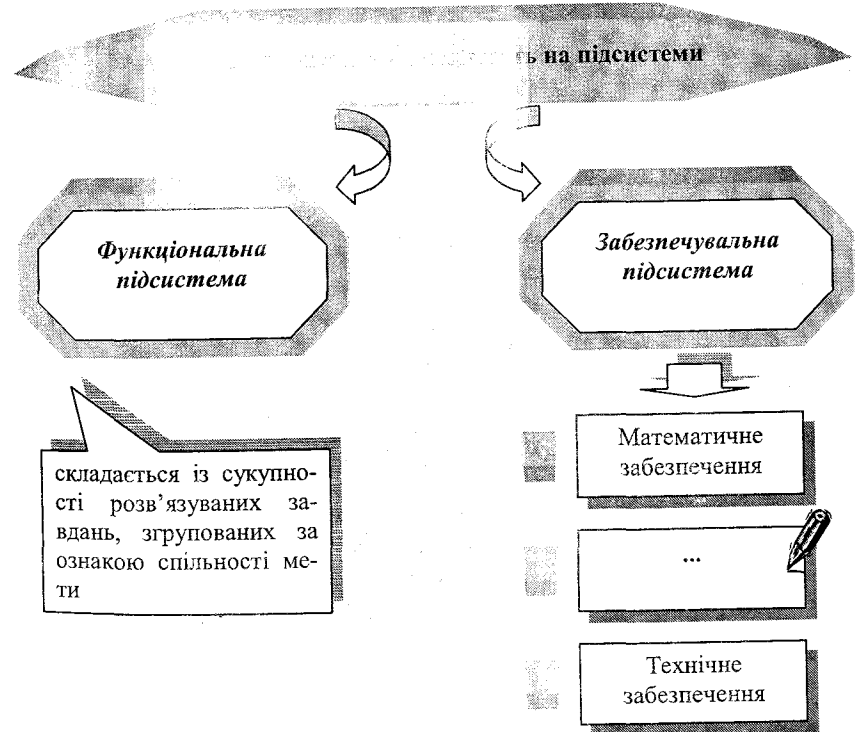 ь на підсистеми
Функціональна
підсистема
Забезпечувальна
підсистема
складається із сукупно-
сті розв’язуваних за-
вдань, згрупованих за
ознакою спільності ме-
ти
Математичне
забезпечення
...
Технічне
забезпечення